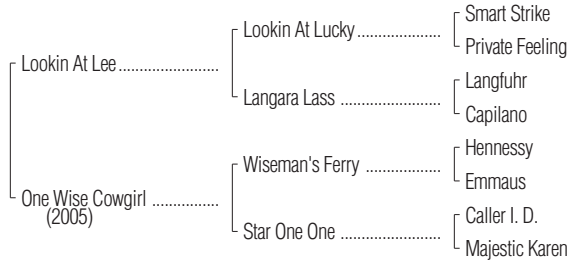 Smart Strike
Lookin At Lucky ...................
Private Feeling
Lookin At Lee .......................
Langfuhr
Langara Lass ....................
Capilano
Hennessy
Wiseman's Ferry .................
Emmaus
One Wise Cowgirl ...............
(2005)
Caller I. D.
Star One One .....................
Majestic Karen